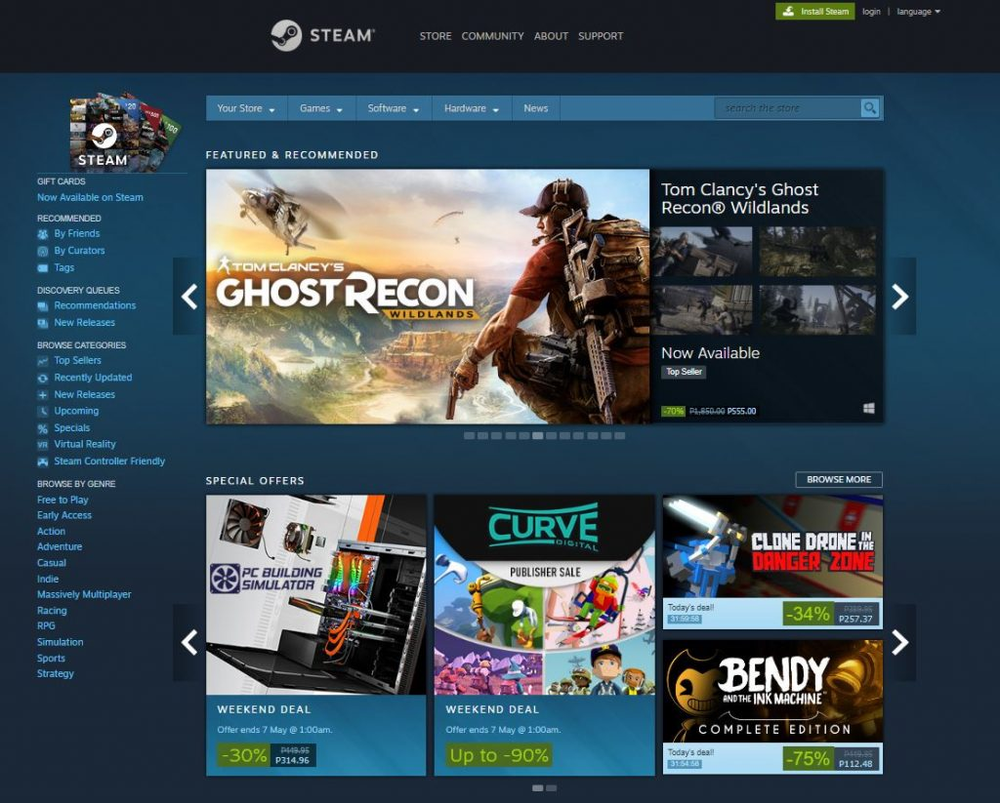 Install Steam
login | language
STEAM®
STORE COMMUNITY ABOUT SUPPORT
$20
100
STEAM
Your Store Games Software Hardware News
search the store
GIFT CARDS
Now Available on Steam
RECOMMENDED
By Friends
By Curators
Tags
DISCOVERY QUEUES
Recommendations
New Releases
BROWSE CATEGORIES
Top Sellers
Recently Updated
New Releases
Upcoming
Specials
VR Virtual Reality
Steam Controller Friendly
BROWSE BY GENRE
Free to Play
Early Access
Action
Adventure
Casual
Indie
Massively Multiplayer
Racing
RPG
Simulation
Sports
Strategy
FEATURED & RECOMMENDED
TOM CLANCY'S
GHOST RECON
WILDLANDS
Tom Clancy's Ghost
Recon® Wildlands
Now Available
Top Seller
-70% P1,850.00 P555.00
SPECIAL OFFERS
BROWSE MORE
PC BUILDING
SIMULATOR
WEEKEND DEAL
Offer ends 7 May @ 1:00am.
-30% P449.95
P314.96
CURVE
DIGITAL
PUBLISHER SALE
WEEKEND DEAL
Offer ends 7 May @ 1:00am.
Up to -90%
CLONE DRONE IN THE
DANGER ZONE
Today's deal!
31:59:58
-34% P389.95
P257.37
BENDY
AND THE INK MACHINE™
COMPLETE EDITION
Today's deal!
31:54:56
-75% P449.95
P112.48